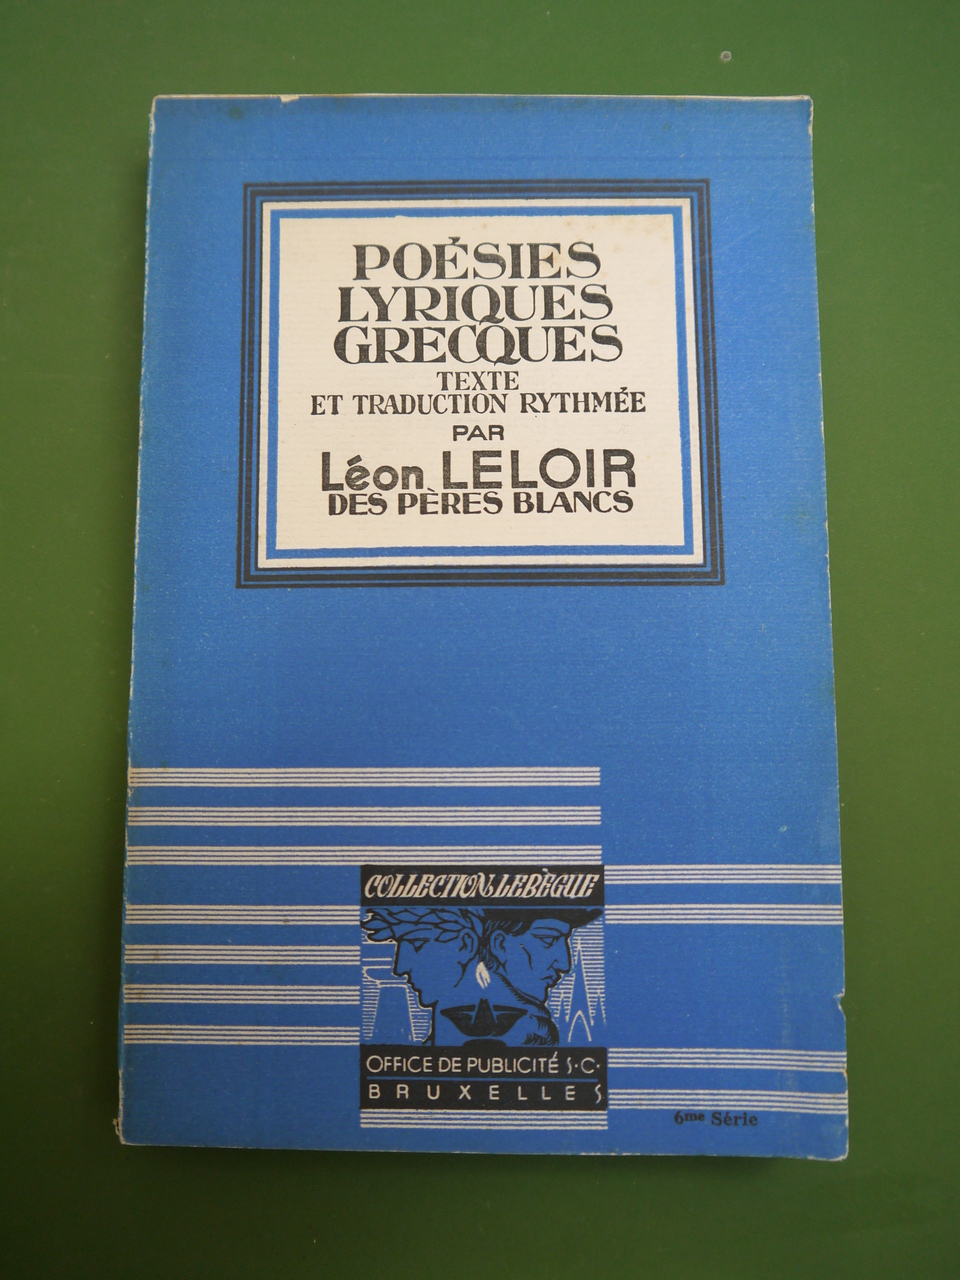 POÉSIES
LYRIQUES
GRECQUES
TEXTE
ET TRADUCTION RYTHMÉE
PAR
Léon LELOIR
DES PÈRES BLANCS
COLLECTION LEBÈGUE
OFFICE DE PUBLICITÉ S.C.
BRUXELLES
6me Série